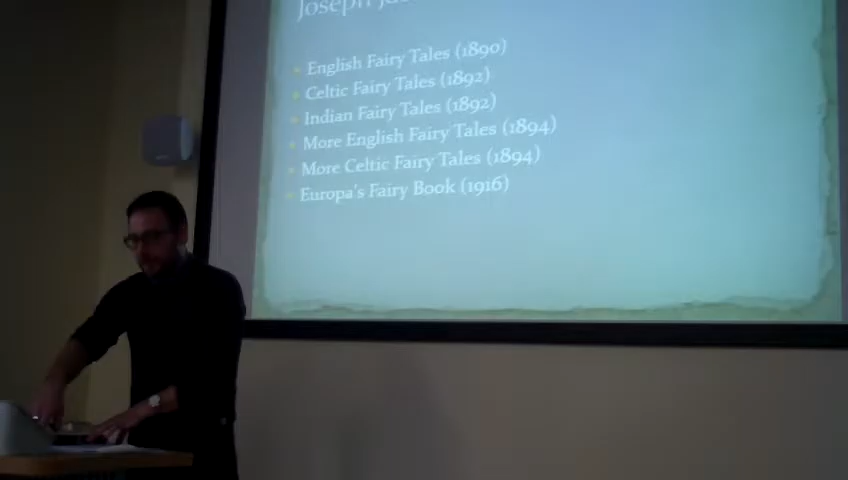 Joseph
English Fairy Tales (1890)
Celtic Fairy Tales (1892)
Indian Fairy Tales (1892)
More English Fairy Tales (1894)
More Celtic Fairy Tales (1894)
Europa's Fairy Book (1916)